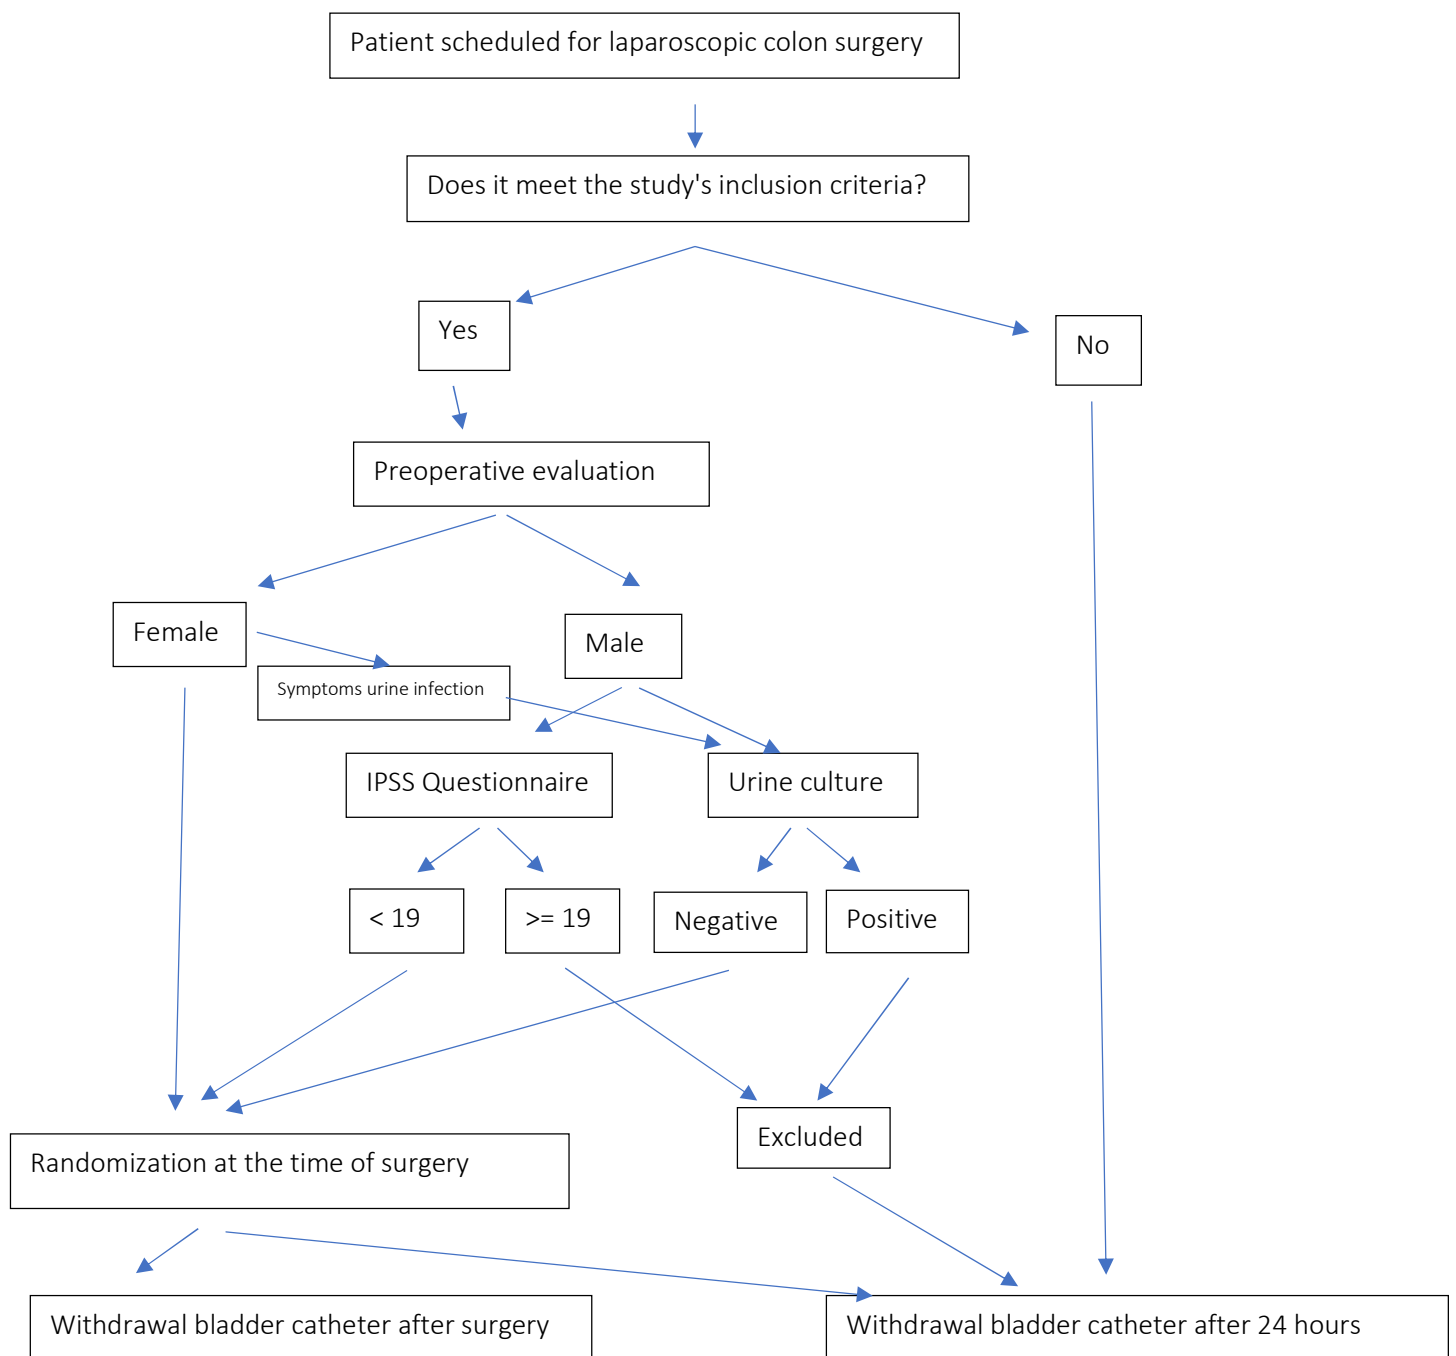 Patient scheduled for laparoscopic colon surgery
Does it meet the study's inclusion criteria?
Yes
No
Preoperative evaluation
Female
Male
Symptoms urine infection
IPSS Questionnaire
Urine culture
< 19
>= 19
Negative
Positive
Excluded
Randomization at the time of surgery
Withdrawal bladder catheter after surgery
Withdrawal bladder catheter after 24 hours